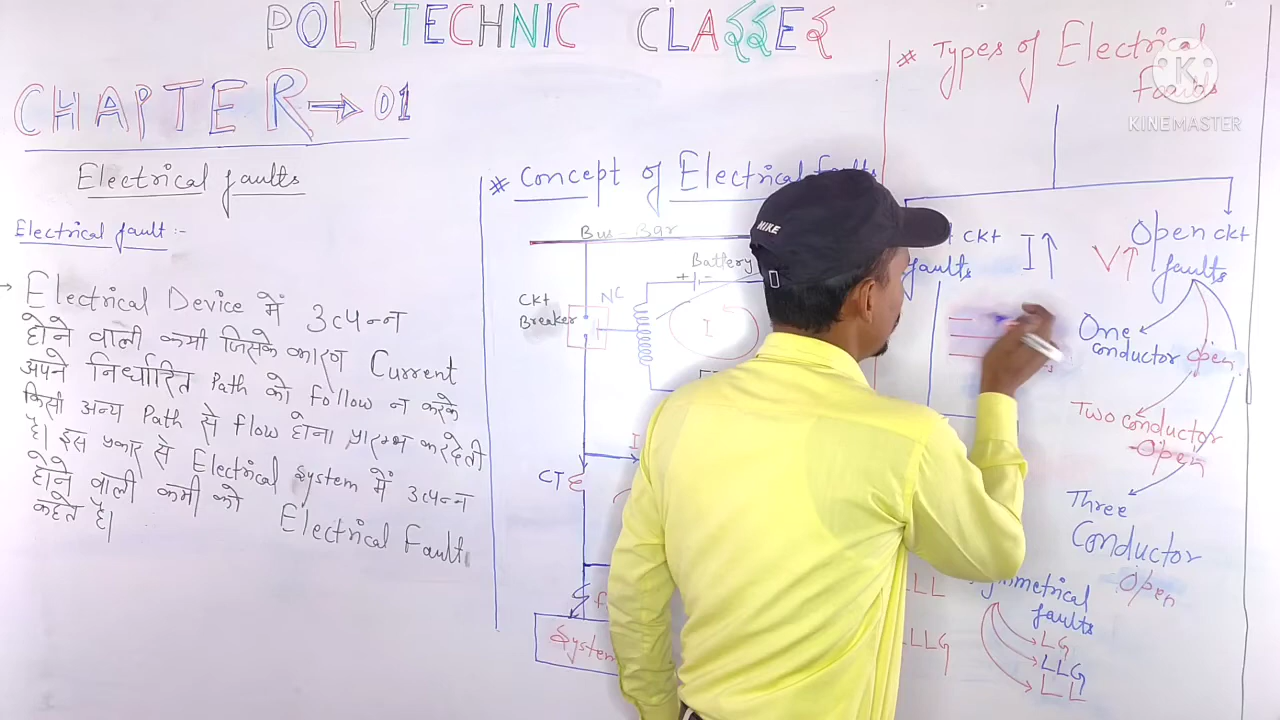 POLYTECHNIC CLASSES
CHAPTER → 01
Electrical faults
Electrical fault :-
→ Electrical Device में उत्पन्न
होने वाली कमी जिसके कारण Current
अपने निर्धारित Path को follow न करके
किसी अन्य Path से flow होना प्रारम्भ कर देती
है। इस प्रकार से Electrical System में उत्पन्न
होने वाली कमी को Electrical Fault
कहते है।
* Concept of Electrical faults
Bus-Bar
Battery
+ -
CKt
Breaker
NC
I
I
CT
System
* Types of Electrical
Faults
KINEMASTER
CKt
faults
I↑
V↑
Open ckt
faults
One
conductor open
Two conductor
Open
Three
Conductor
Open
LL
LLG
faults
LG
LLG
LL
NIKE